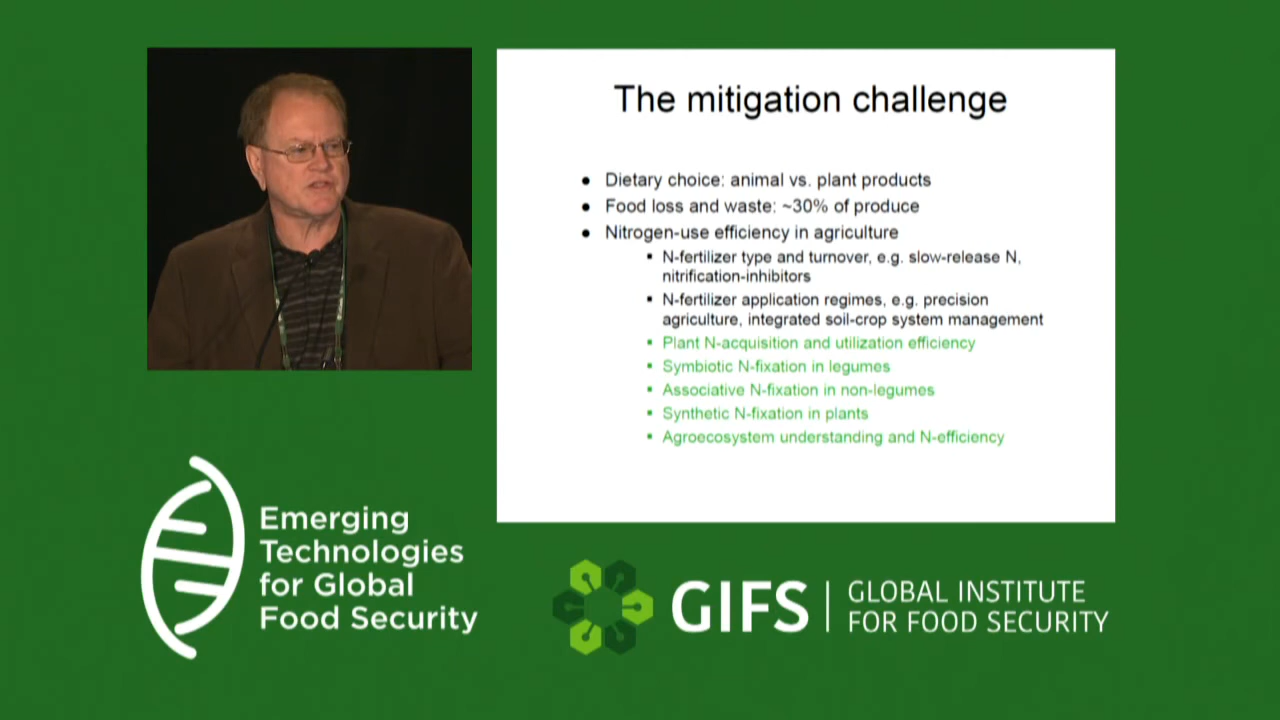 The mitigation challenge
● Dietary choice: animal vs. plant products
● Food loss and waste: ~30% of produce
● Nitrogen-use efficiency in agriculture
▪ N-fertilizer type and turnover, e.g. slow-release N,
nitrification-inhibitors
▪ N-fertilizer application regimes, e.g. precision
agriculture, integrated soil-crop system management
▪ Plant N-acquisition and utilization efficiency
▪ Symbiotic N-fixation in legumes
▪ Associative N-fixation in non-legumes
▪ Synthetic N-fixation in plants
▪ Agroecosystem understanding and N-efficiency
Emerging
Technologies
for Global
Food Security
GIFS
GLOBAL INSTITUTE
FOR FOOD SECURITY